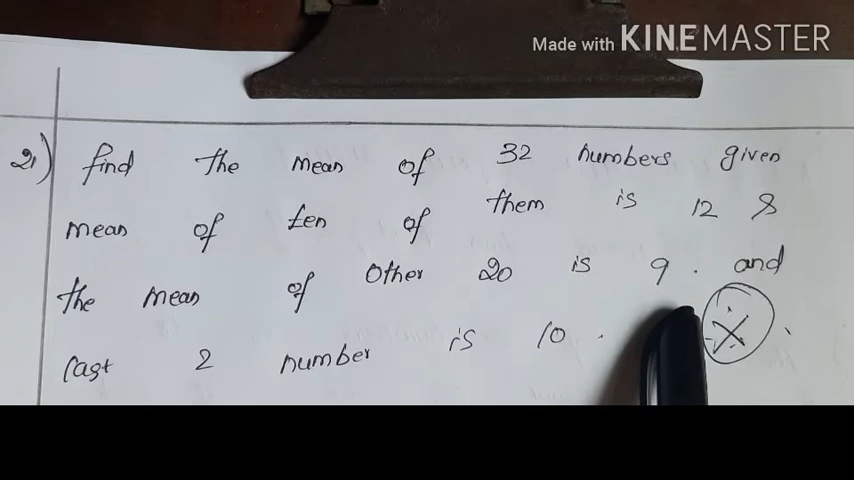 Made with KINEMASTER
21) find the mean of 32 numbers given
mean of ten of them is 12 &
the mean of other 20 is 9. and
last 2 number is 10.